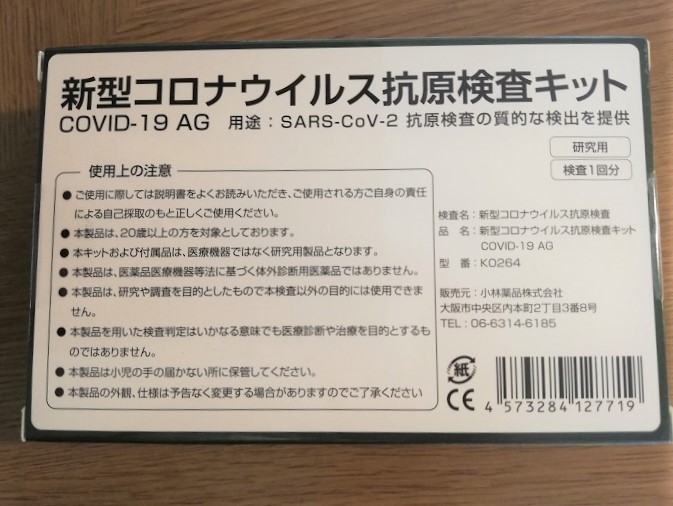 新型コロナウイルス抗原検査キット
COVID-19 AG 用途：SARS-CoV-2 抗原検査の質的な検出を提供
研究用
検査1回分
使用上の注意
●ご使用に際しては説明書をよくお読みいただき、ご使用される方ご自身の責任
による自己採取のもと正しくご使用ください。
●本製品は、20歳以上の方を対象としております。
●本キットおよび付属品は、医療機器ではなく研究用製品となります。
●本製品は、医薬品医療機器等法に基づく体外診断用医薬品ではありません。
●本製品は、研究や調査を目的としたもので本検査以外の目的には使用できま
せん。
●本製品を用いた検査判定はいかなる意味でも医療診断や治療を目的とするも
のではありません。
●本製品は小児の手の届かない所に保管してください。
●本製品の外観、仕様は予告なく変更する場合がありますのでご了承ください
検査名：新型コロナウイルス抗原検査
品 名：新型コロナウイルス抗原検査キット
COVID-19 AG
型 番：K0264
販売元：小林薬品株式会社
大阪市中央区内本町2丁目3番8号
TEL：06-6314-6185
紙
CE
4 573284 127719